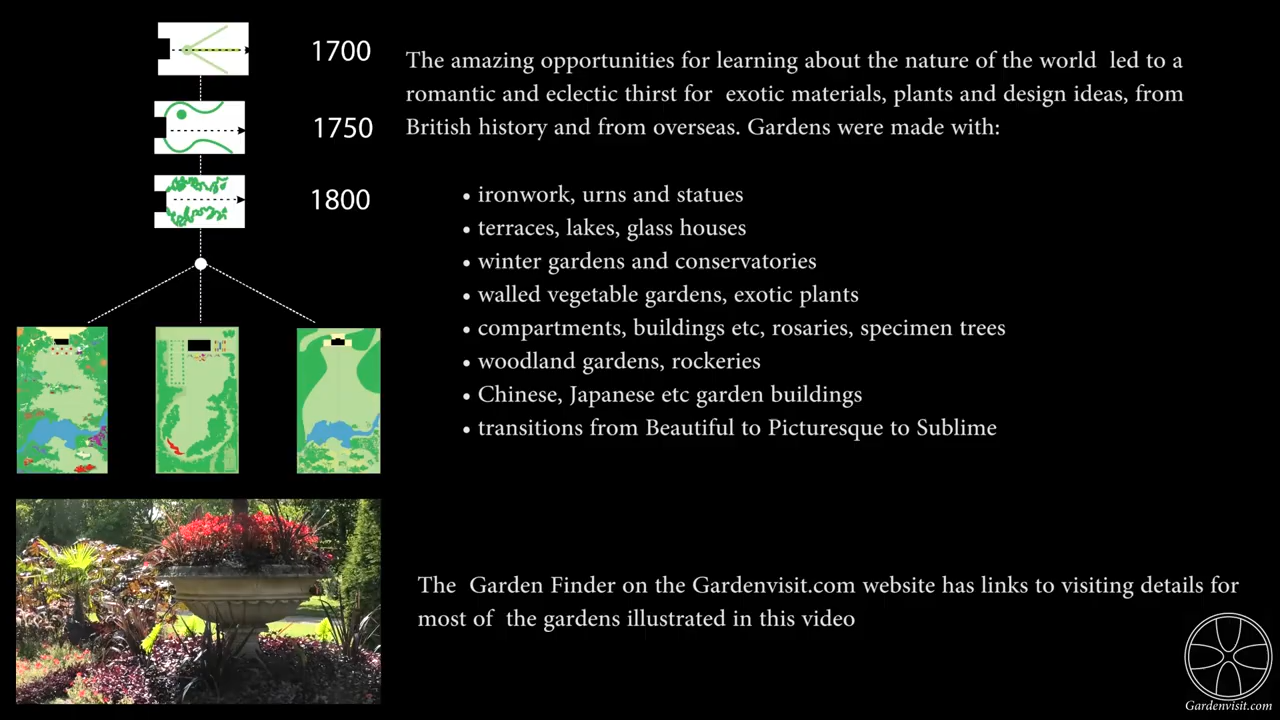 1700
1750
1800
The amazing opportunities for learning about the nature of the world led to a
romantic and eclectic thirst for exotic materials, plants and design ideas, from
British history and from overseas. Gardens were made with:
• ironwork, urns and statues
• terraces, lakes, glass houses
• winter gardens and conservatories
• walled vegetable gardens, exotic plants
• compartments, buildings etc, rosaries, specimen trees
• woodland gardens, rockeries
• Chinese, Japanese etc garden buildings
• transitions from Beautiful to Picturesque to Sublime
The Garden Finder on the Gardenvisit.com website has links to visiting details for
most of the gardens illustrated in this video
Gardenvisit.com